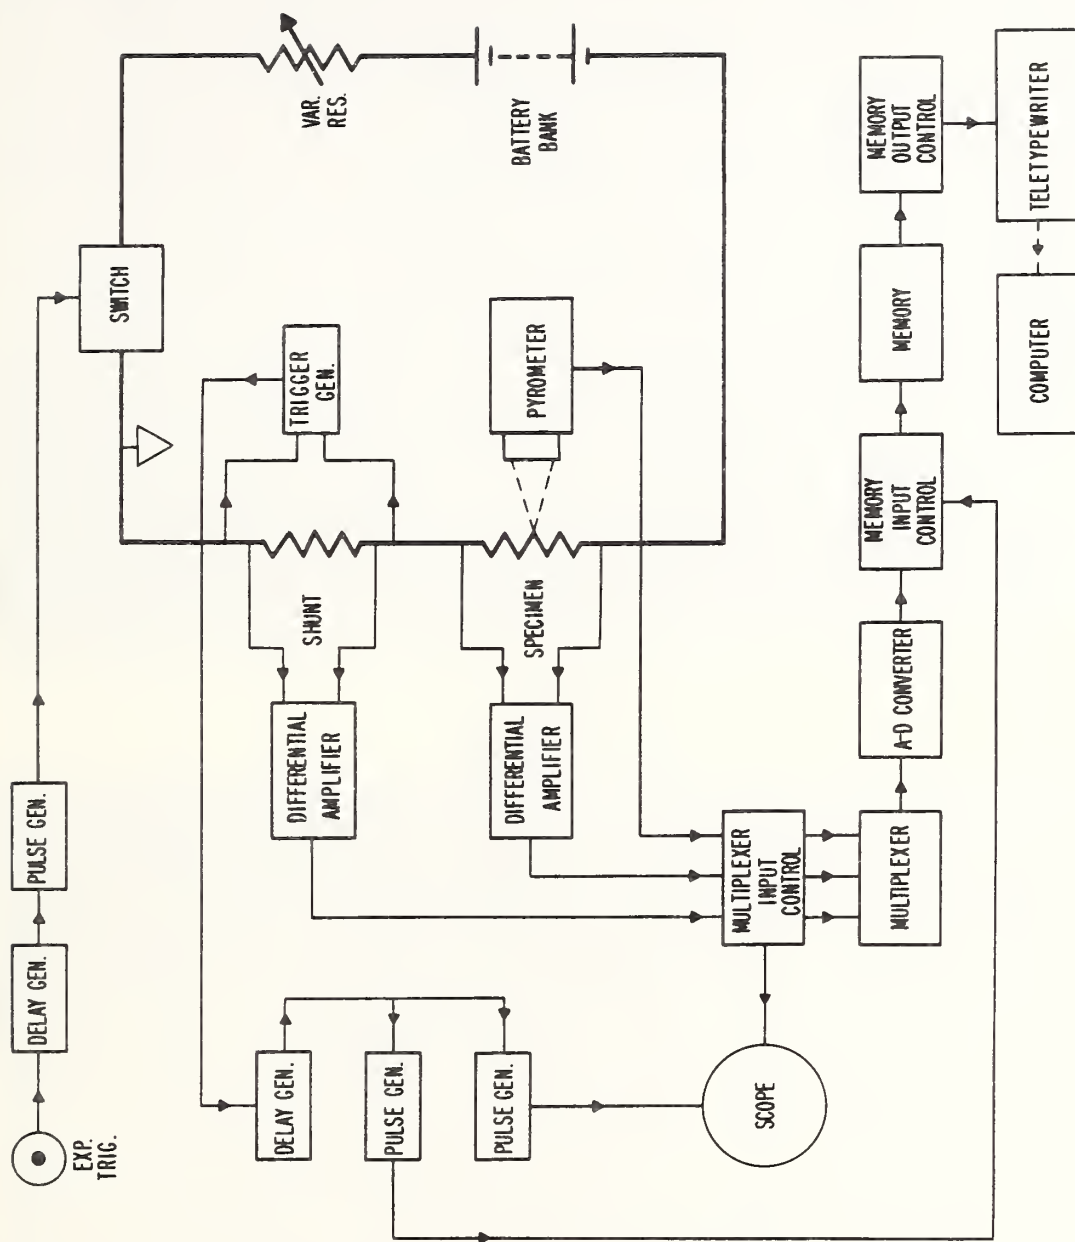 EXP.
TRIG.
DELAY GEN.
PULSE GEN.
SWITCH
VAR.
RES.
BATTERY
BANK
TRIGGER
GEN.
SHUNT
DIFFERENTIAL
AMPLIFIER
PYROMETER
SPECIMEN
DIFFERENTIAL
AMPLIFIER
DELAY GEN.
PULSE GEN.
PULSE GEN.
SCOPE
MULTIPLEXER
INPUT
CONTROL
MULTIPLEXER
A-D CONVERTER
MEMORY
INPUT
CONTROL
MEMORY
MEMORY
OUTPUT
CONTROL
TELETYPEWRITER
COMPUTER